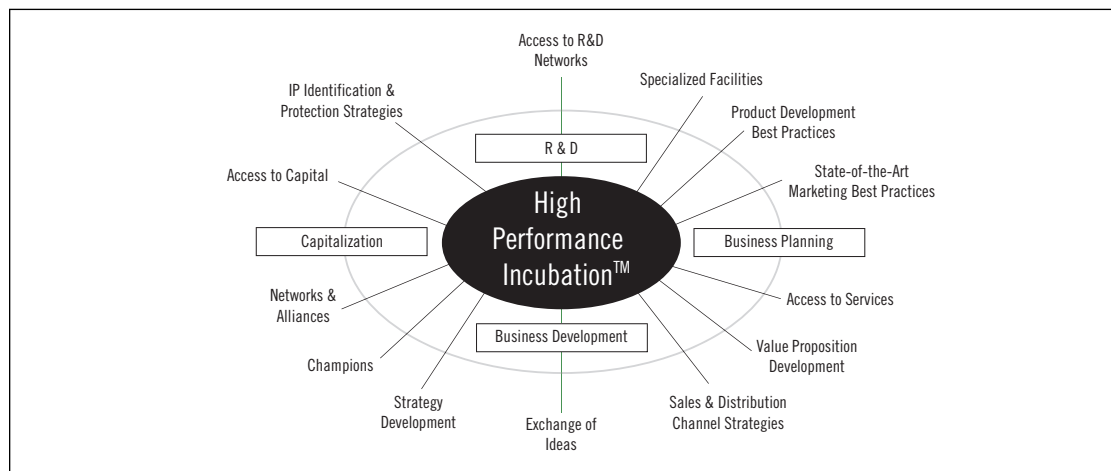 Access to R&D
Networks
Specialized Facilities
IP Identification &
Protection Strategies
Product Development
Best Practices
R & D
State-of-the-Art
Marketing Best Practices
Access to Capital
High
Performance
Incubation™
Capitalization
Business Planning
Networks &
Alliances
Access to Services
Business Development
Value Proposition
Development
Champions
Strategy
Development
Sales & Distribution
Channel Strategies
Exchange of
Ideas